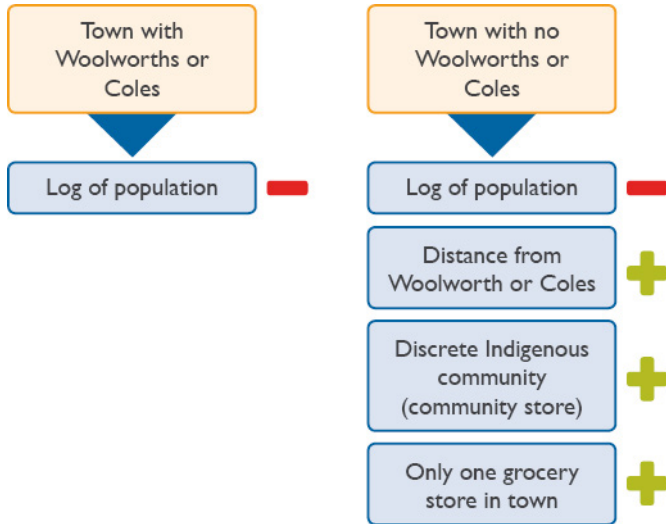 Town with
Woolworths or
Coles
Log of population
Town with no
Woolworths or
Coles
Log of population
Distance from
Woolworth or Coles
Discrete Indigenous
community
(community store)
Only one grocery
store in town